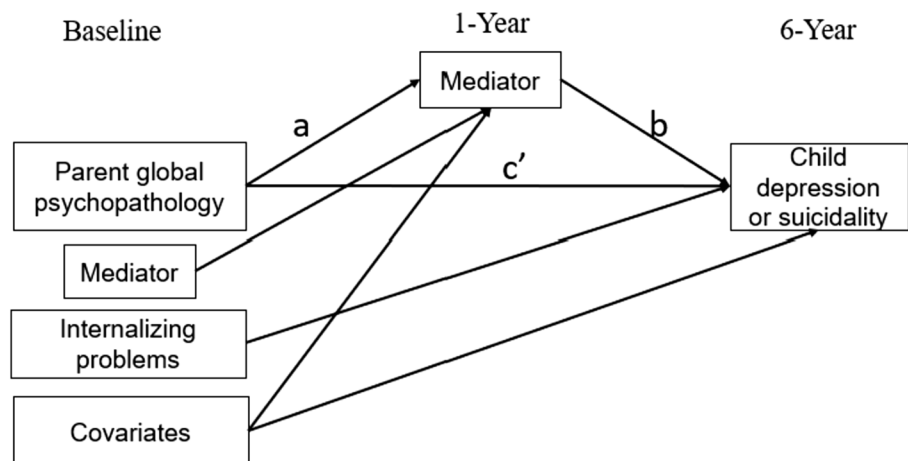 Baseline
1-Year
6-Year
Mediator
a
b
Parent global
psychopathology
c’
Child
depression
or suicidality
Mediator
Internalizing
problems
Covariates